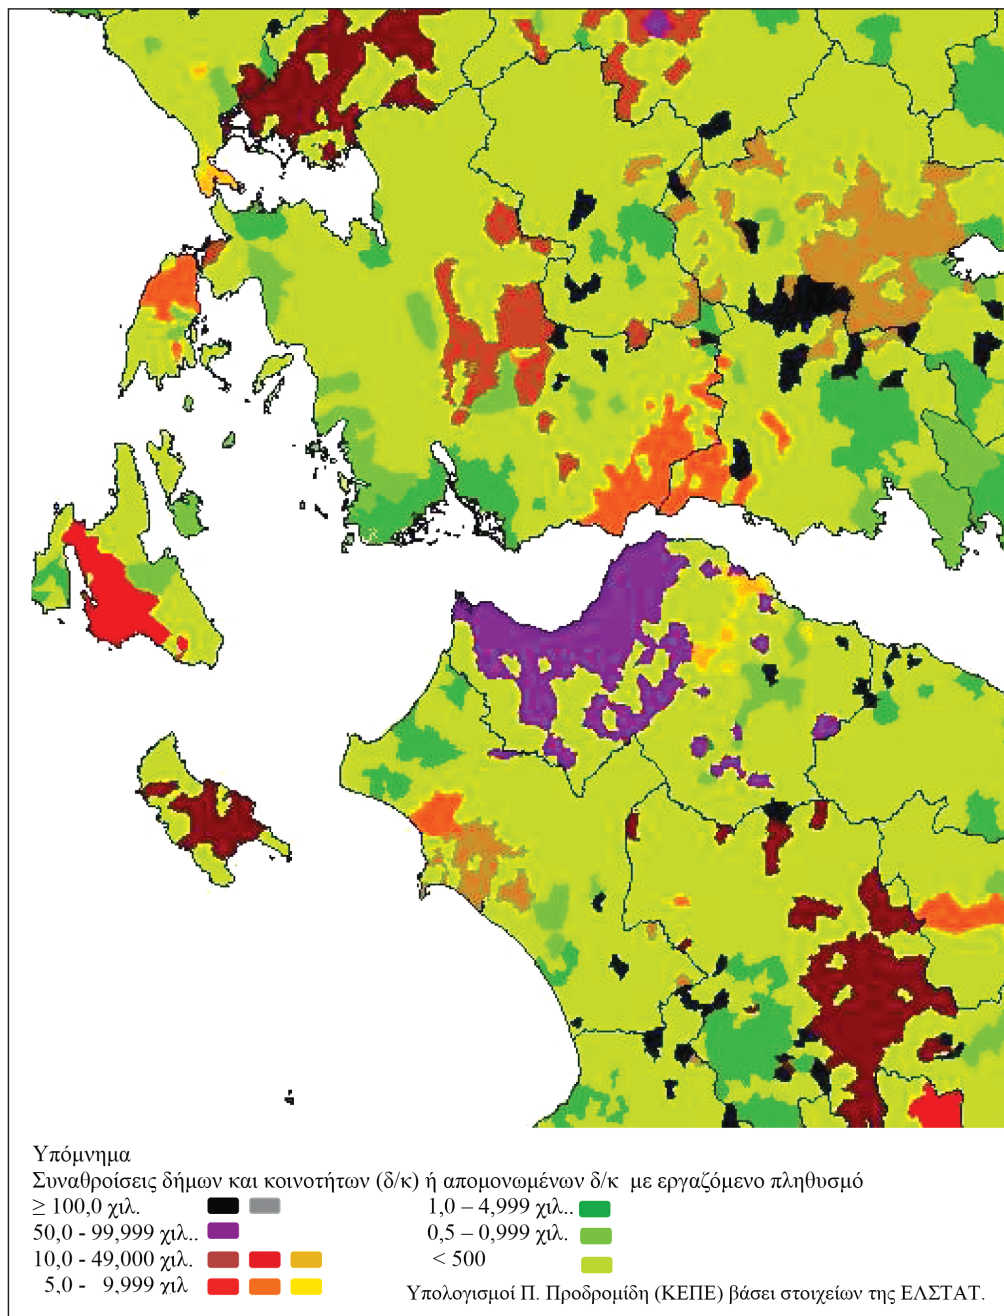 Υπόμνημα
Συναθροίσεις δήμων και κοινοτήτων (δ/κ) ή απομονωμένων δ/κ με εργαζόμενο πληθυσμό
≥ 100,0 χιλ.
50,0 - 99,999 χιλ..
10,0 - 49,000 χιλ.
5,0 - 9,999 χιλ
1,0 – 4,999 χιλ..
0,5 – 0,999 χιλ.
< 500
Υπολογισμοί Π. Προδρομίδη (ΚΕΠΕ) βάσει στοιχείων της ΕΛΣΤΑΤ.